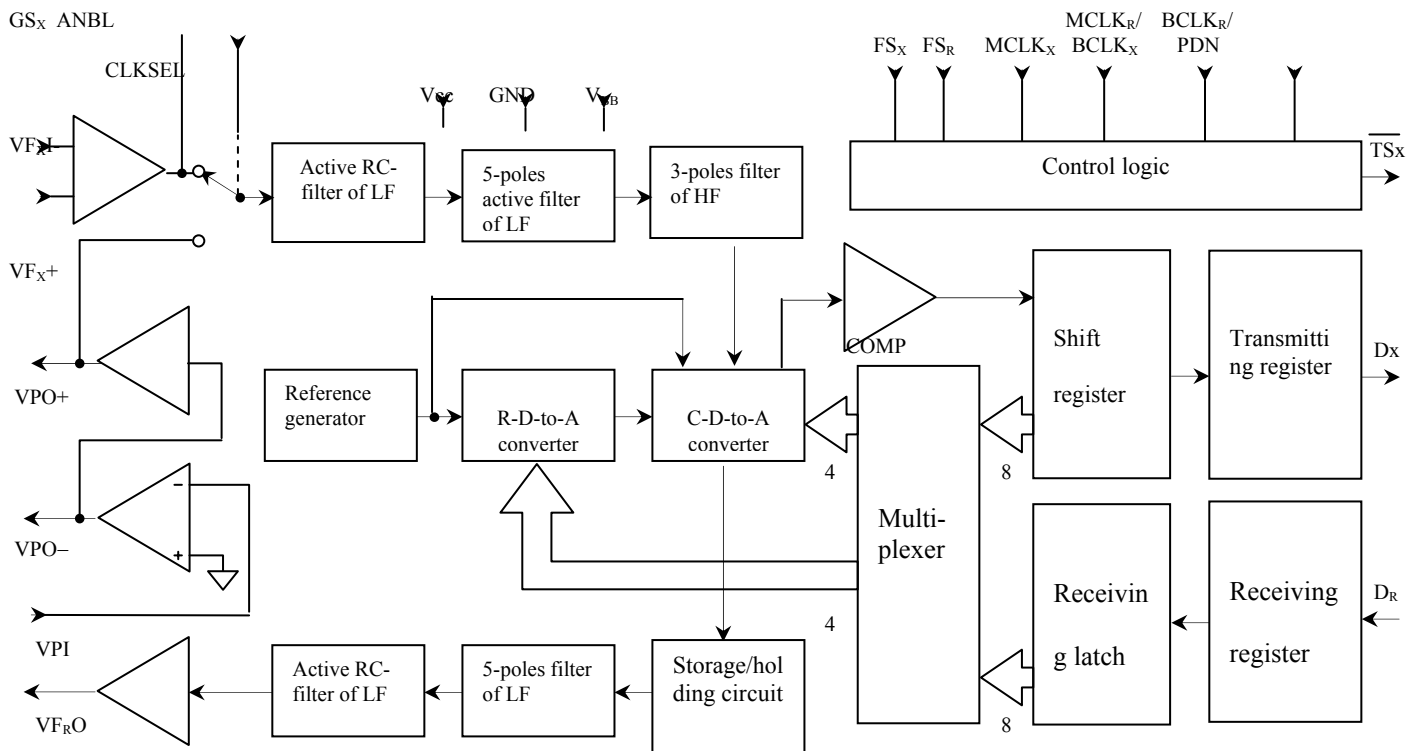 GSX ANBL
CLKSEL
VFXI-
VFX+
VPO+
VPO–
VPI
VFRO
Vcc
GND
VBB
Active RC-
filter of LF
5-poles
active filter
of LF
3-poles filter
of HF
FSX
FSR
MCLKX
MCLKR/
BCLKX
BCLKR/
PDN
Control logic
TSx
COMP
Shift
register
Transmitti
ng register
Dx
Reference
generator
R-D-to-A
converter
C-D-to-A
converter
4
8
Multi-
plexer
–
+
4
8
Receivin
g latch
Receiving
register
DR
Active RC-
filter of LF
5-poles filter
of LF
Storage/hol
ding circuit